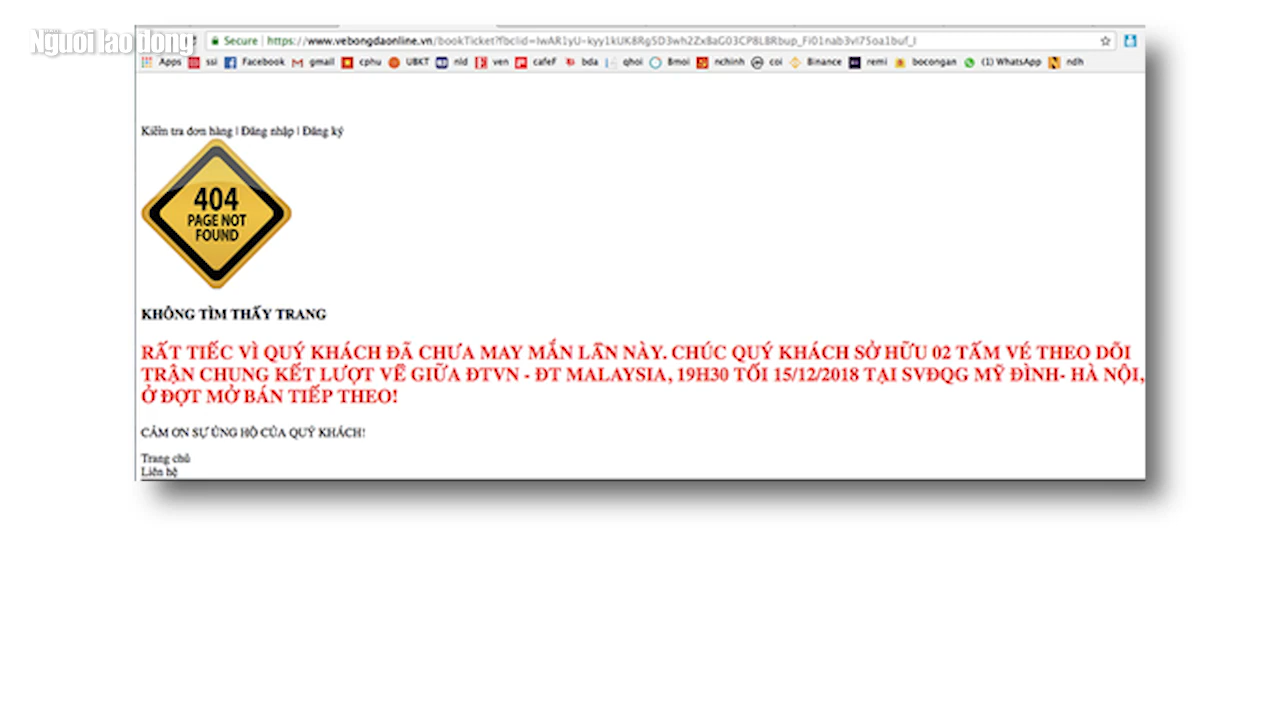 Người lao động
Secure | https://www.vebongdaonline.vn/bookTicket?fbclid=
Apps ssi Facebook gmail cphu UBKT nld ven cafeF bda qhoi 8moi nchinh coi Binance remi bocongan (1) WhatsApp ndh
Kiểm tra đơn hàng | Đăng nhập | Đăng ký
404
PAGE NOT
FOUND
KHÔNG TÌM THẤY TRANG
RẤT TIẾC VÌ QUÝ KHÁCH ĐÃ CHƯA MAY MẮN LẦN NÀY. CHÚC QUÝ KHÁCH SỞ HỮU 02 TẤM VÉ THEO DÕI
TRẬN CHUNG KẾT LƯỢT VỀ GIỮA ĐTVN - ĐT MALAYSIA, 19H30 TỐI 15/12/2018 TẠI SVĐQG MỸ ĐÌNH- HÀ NỘI,
Ở ĐỢT MỞ BÁN TIẾP THEO!
CẢM ƠN SỰ ỦNG HỘ CỦA QUÝ KHÁCH!
Trang chủ
Liên hệ